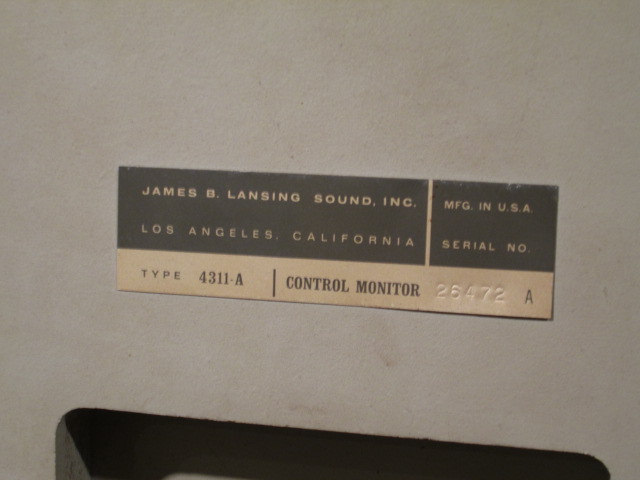 JAMES B. LANSING SOUND, INC.
LOS ANGELES, CALIFORNIA
MFG. IN U.S.A.
SERIAL NO.
TYPE 4311-A
CONTROL MONITOR
26472 A